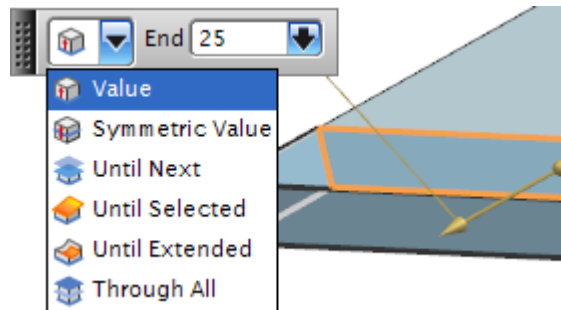 End 25
Value
Symmetric Value
Until Next
Until Selected
Until Extended
Through All